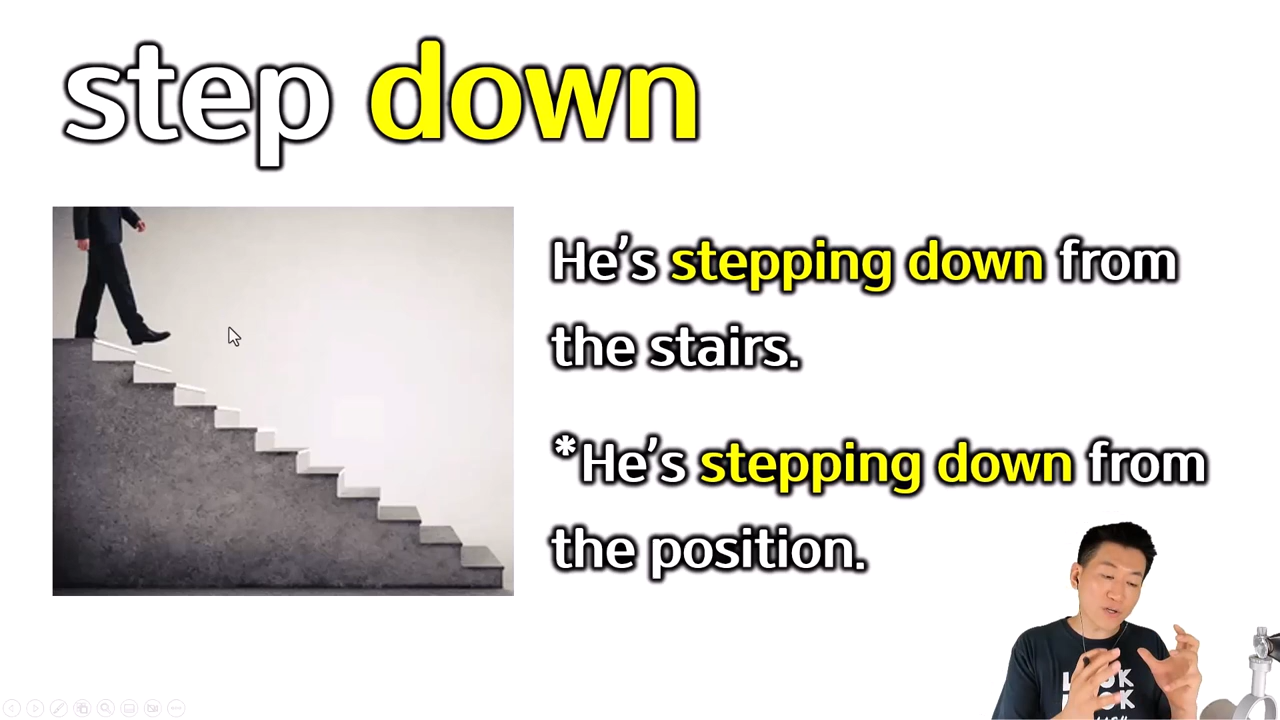 step down
He's stepping down from
the stairs.
*He's stepping down from
the position.